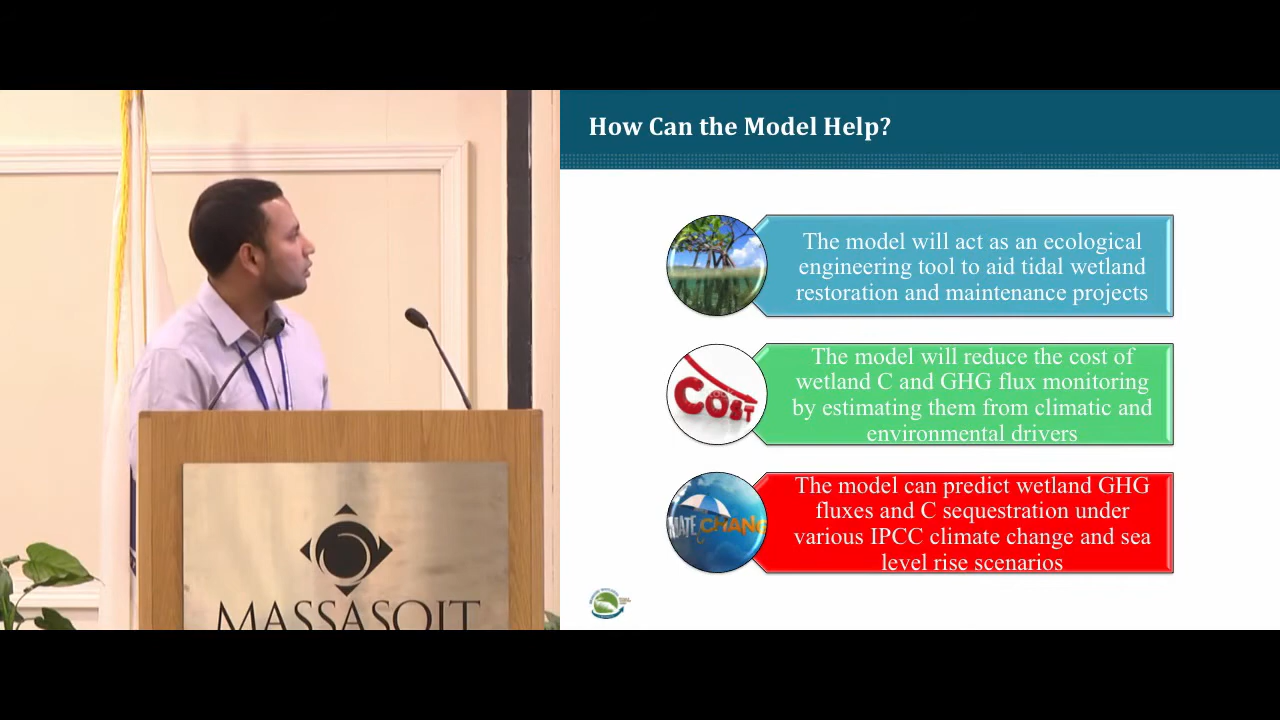 How Can the Model Help?
The model will act as an ecological
engineering tool to aid tidal wetland
restoration and maintenance projects
COST
The model will reduce the cost of
wetland C and GHG flux monitoring
by estimating them from climatic and
environmental drivers
MATE CHANG
The model can predict wetland GHG
fluxes and C sequestration under
various IPCC climate change and sea
level rise scenarios
MASSASOIT